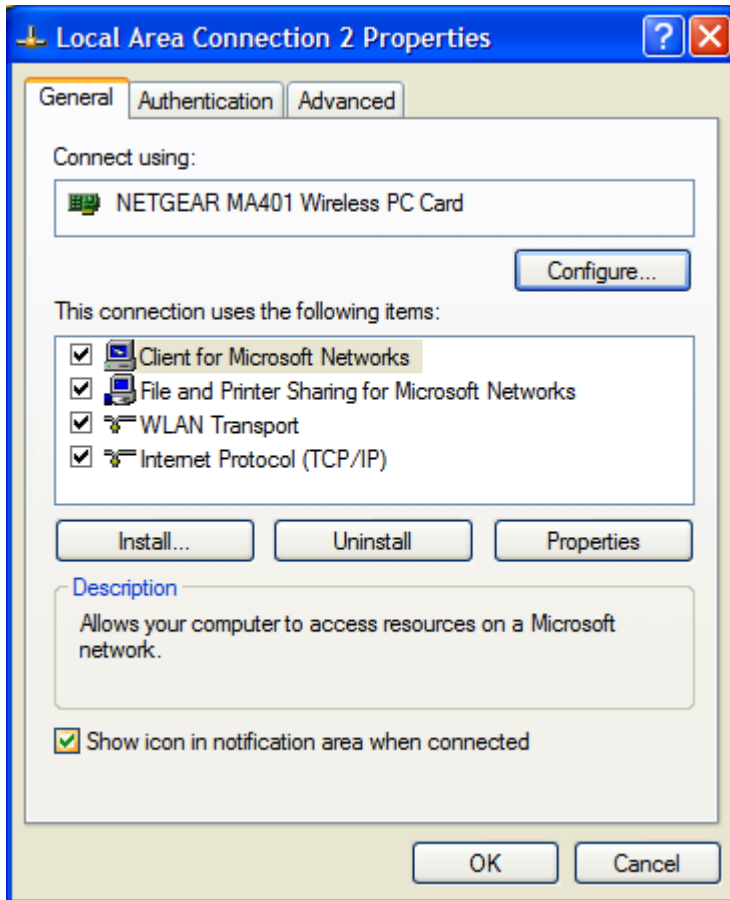 Local Area Connection 2 Properties
?
General Authentication Advanced
Connect using:
NETGEAR MA401 Wireless PC Card
Configure...
This connection uses the following items:
Client for Microsoft Networks
File and Printer Sharing for Microsoft Networks
WLAN Transport
Internet Protocol (TCP/IP)
Install... Uninstall Properties
Description
Allows your computer to access resources on a Microsoft
network.
Show icon in notification area when connected
OK Cancel